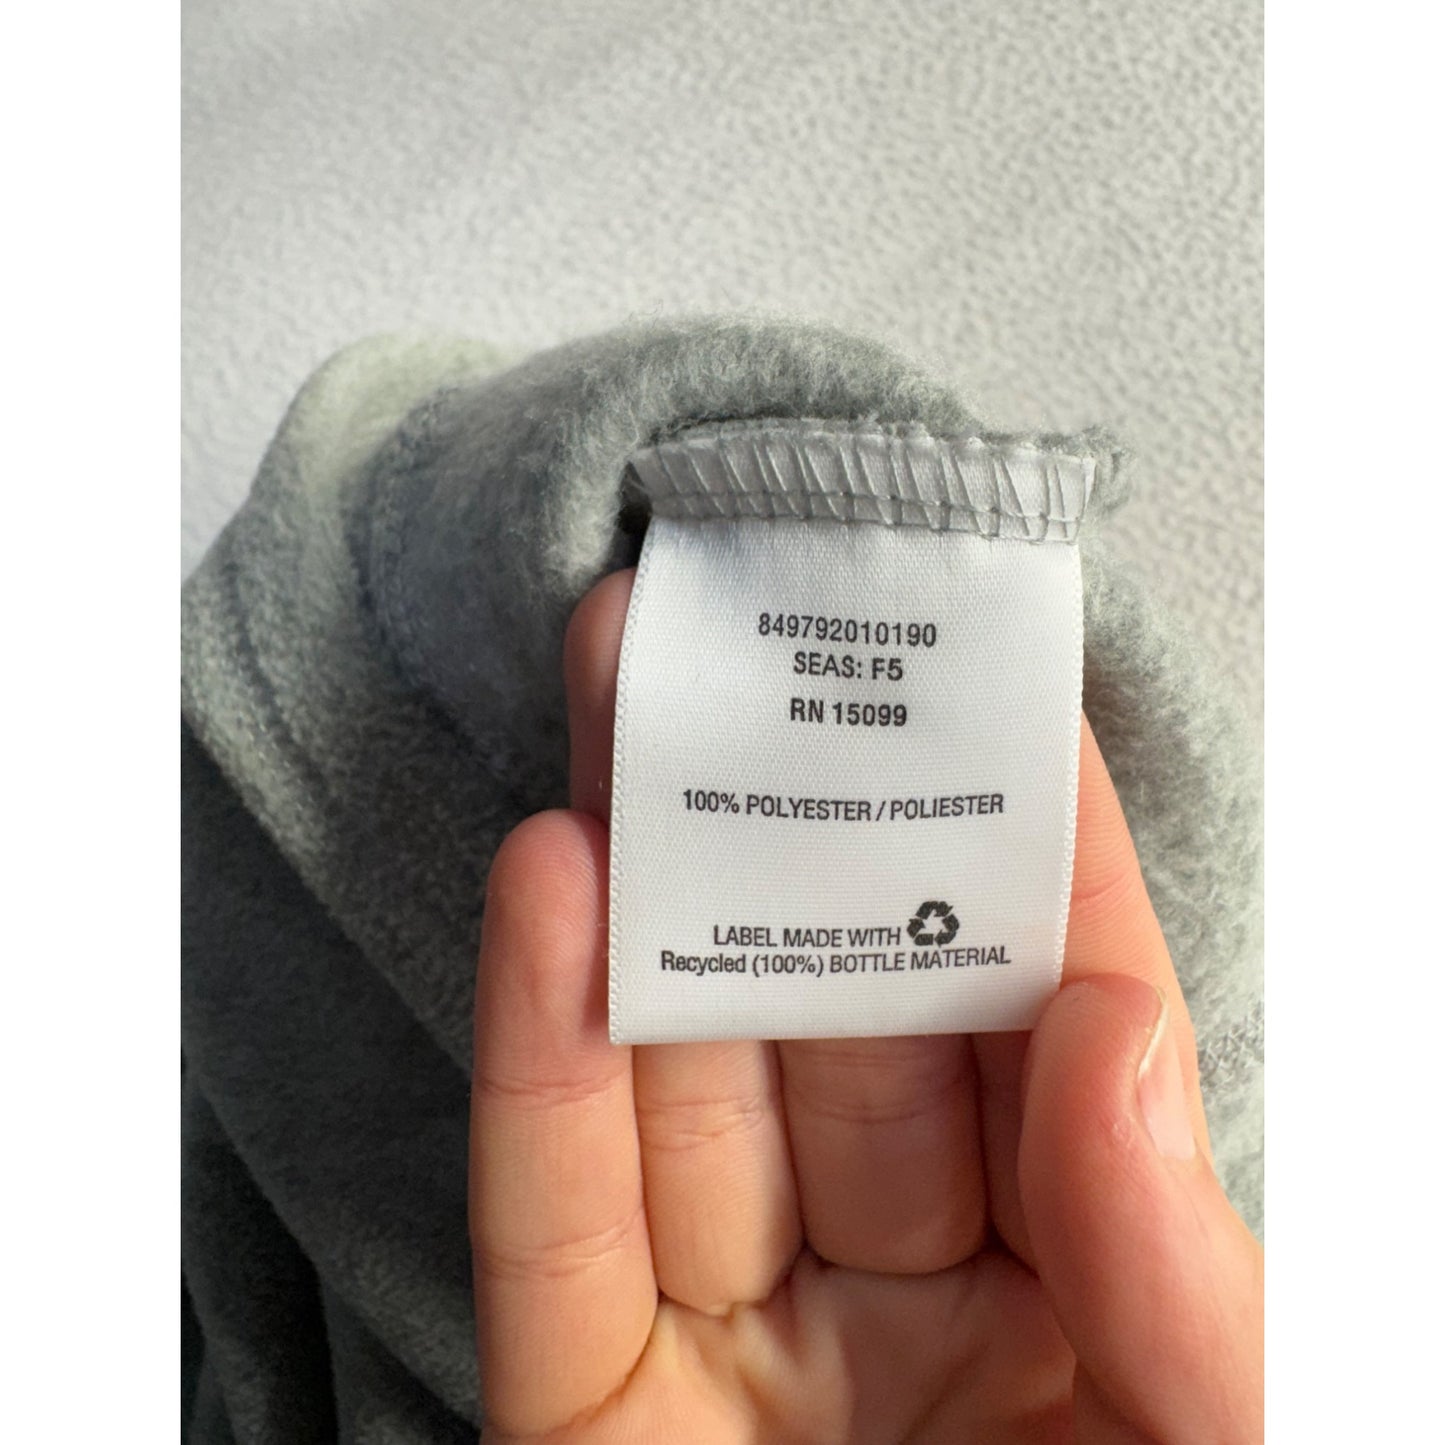 849792010190
SEAS: F5
RN 15099
100% POLYESTER / POLIESTER
LABEL MADE WITH
Recycled (100%) BOTTLE MATERIAL